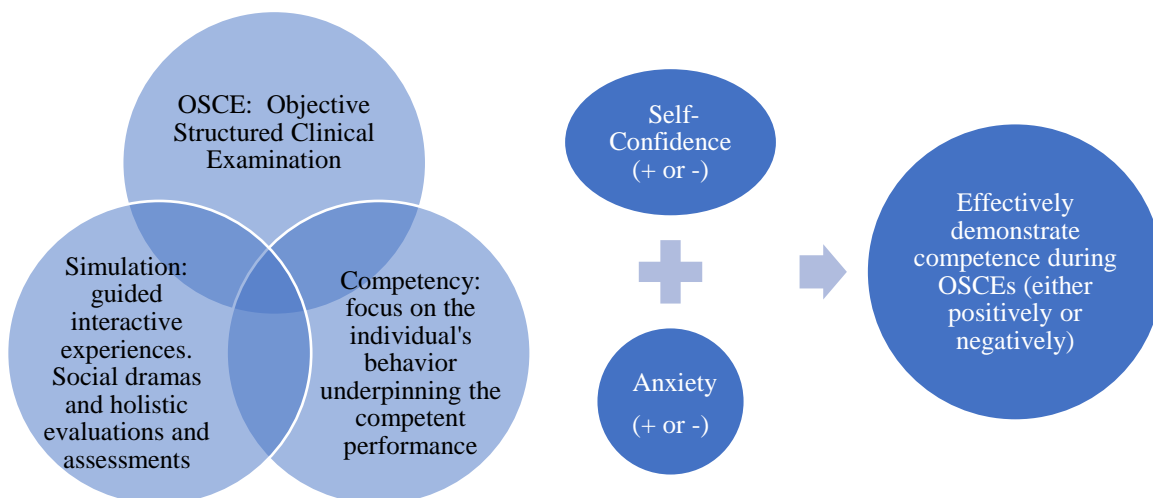 OSCE: Objective
Structured Clinical
Examination
Simulation:
guided
interactive
experiences.
Social dramas
and holistic
evaluations and
assessments
Competency:
focus on the
individual's
behavior
underpinning the
competent
performance
Self-
Confidence
(+ or -)
Anxiety
(+ or -)
Effectively
demonstrate
competence during
OSCEs (either
positively or
negatively)